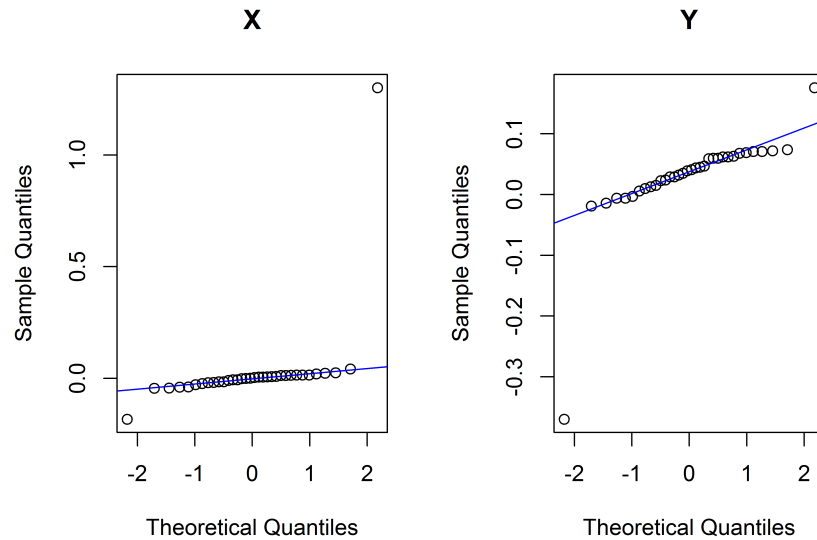 X
Sample Quantiles
1.0
0.5
0.0
-2 -1 0 1 2
Theoretical Quantiles
Y
Sample Quantiles
0.1
0.0
-0.1
-0.2
-0.3
-2 -1 0 1 2
Theoretical Quantiles